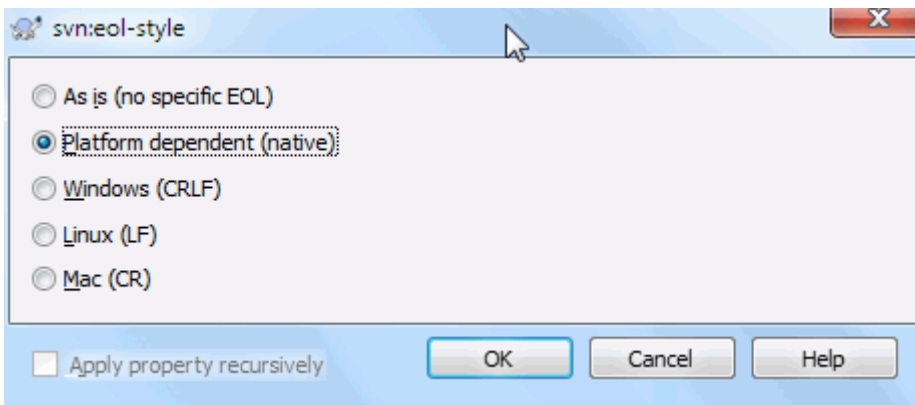 svn:eol-style
As is (no specific EOL)
Platform dependent (native)
Windows (CRLF)
Linux (LF)
Mac (CR)
Apply property recursively OK Cancel Help